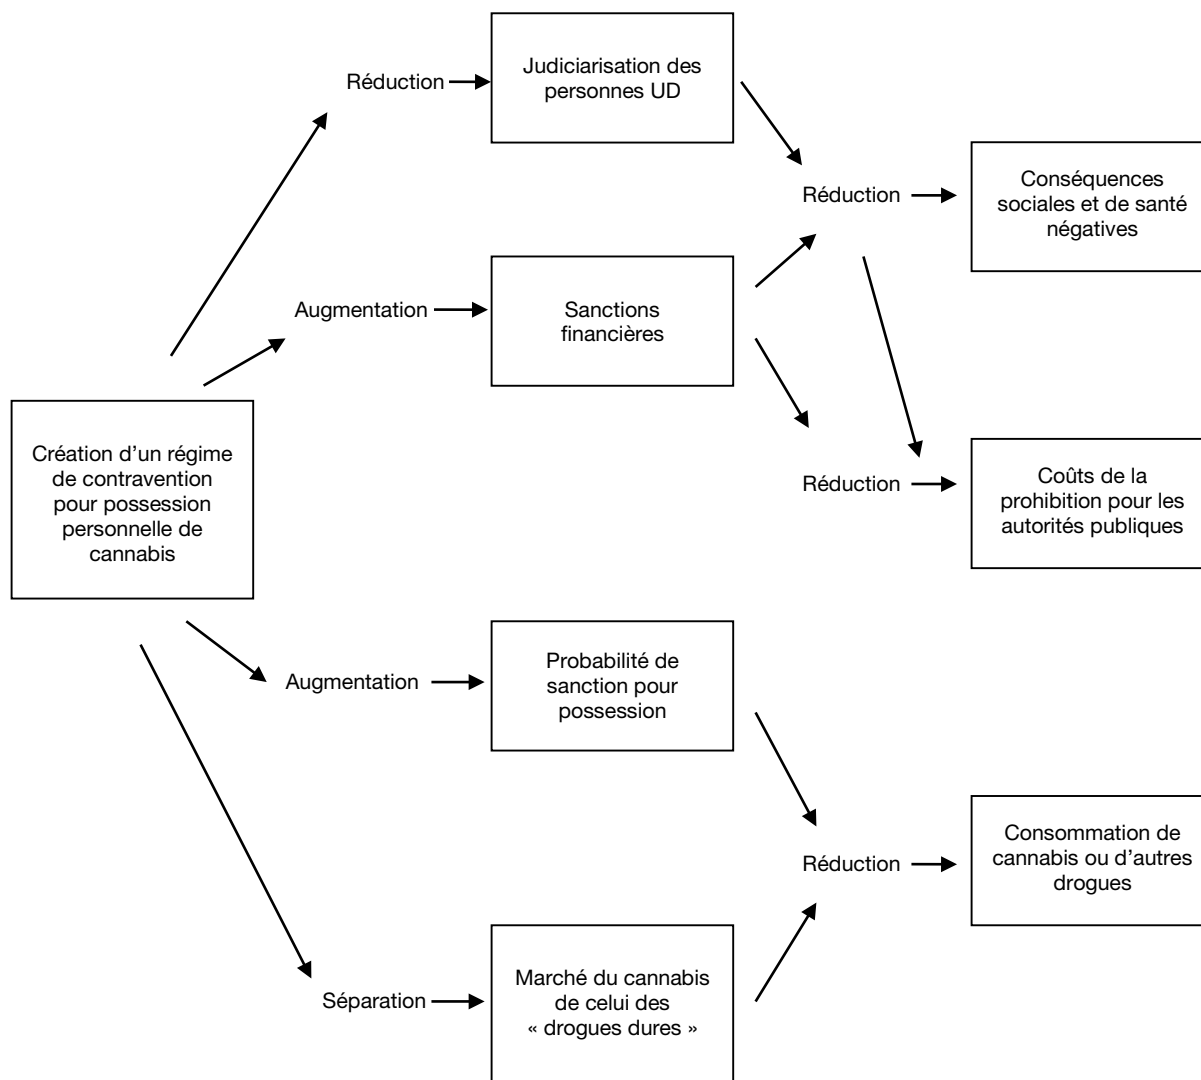 Réduction
Judiciarisation des
personnes UD
Réduction
Conséquences
sociales et de santé
négatives
Augmentation
Sanctions
financières
Création d’un régime
de contravention
pour possession
personnelle de
cannabis
Réduction
Coûts de la
prohibition pour les
autorités publiques
Augmentation
Probabilité de
sanction pour
possession
Réduction
Consommation de
cannabis ou d’autres
drogues
Séparation
Marché du cannabis
de celui des
« drogues dures »